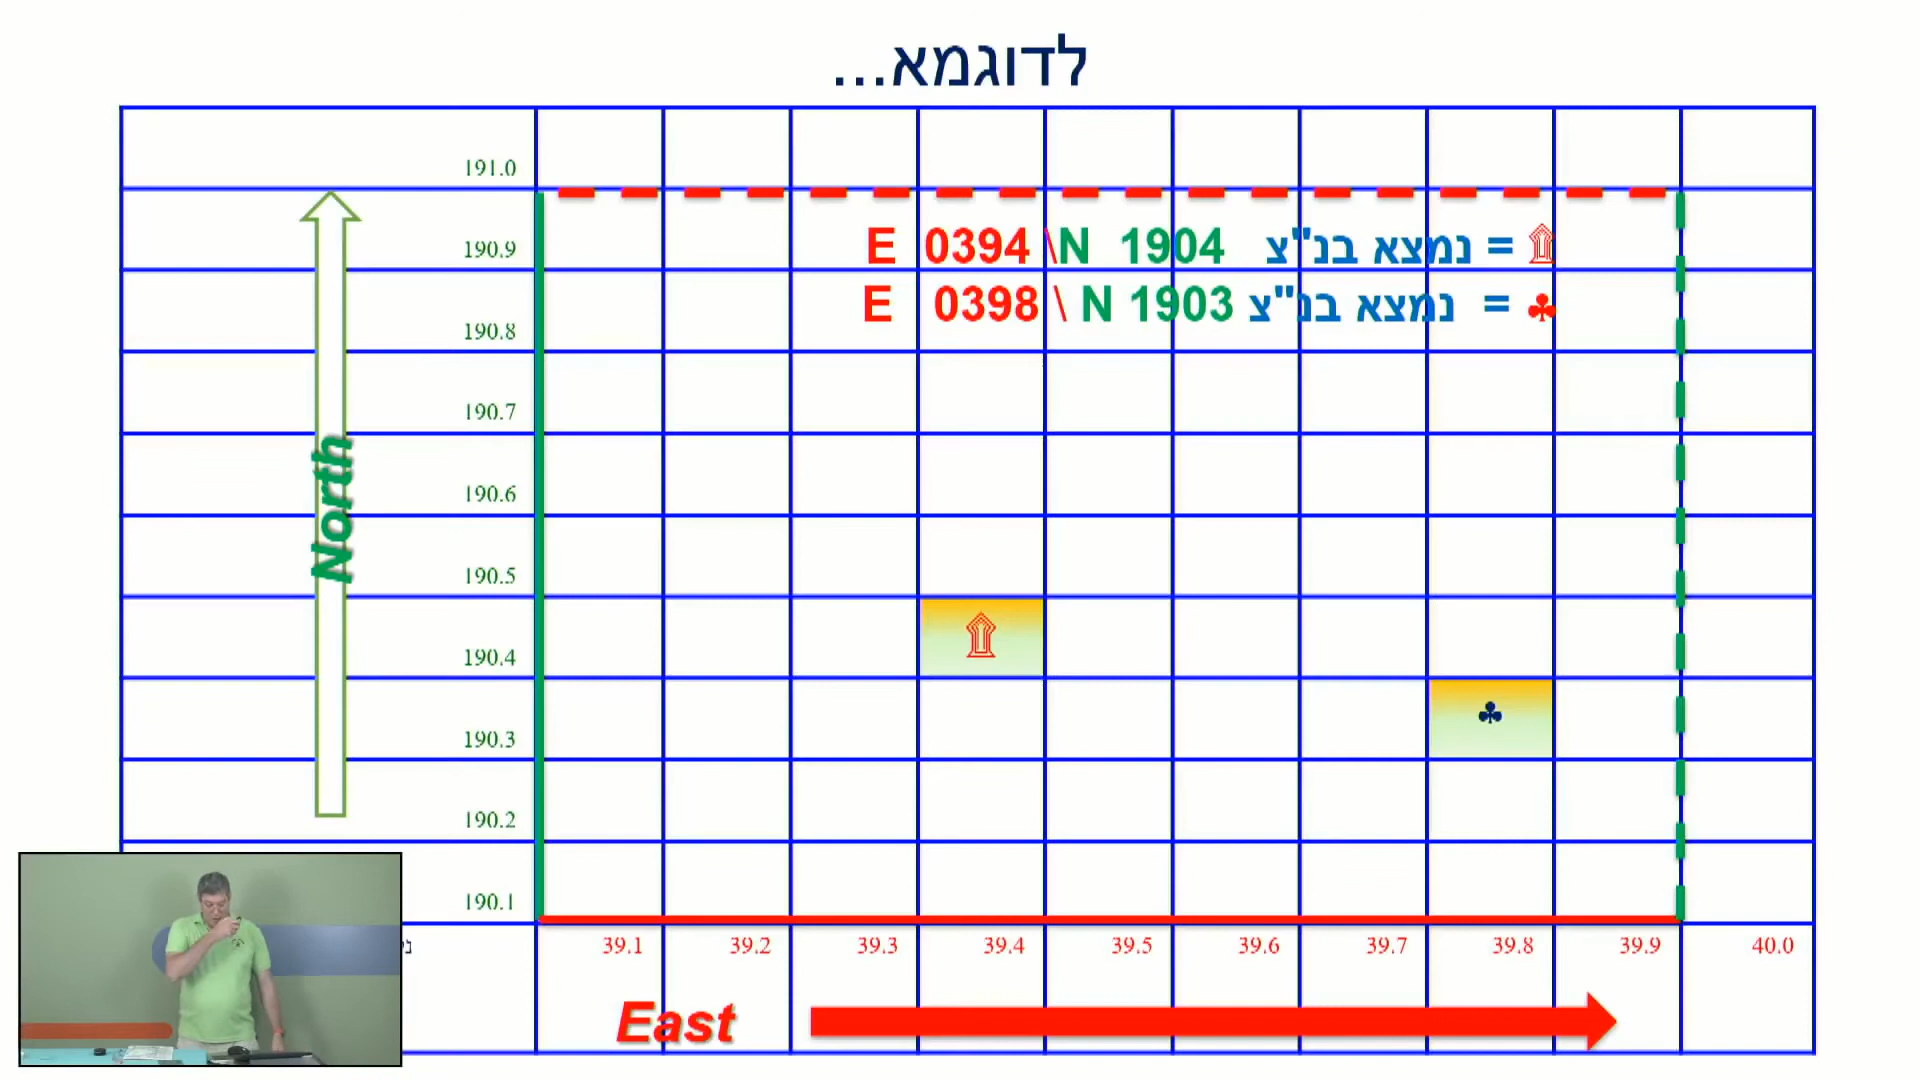 לדוגמא...
191.0
190.9
190.8
190.7
190.6
190.5
190.4
190.3
190.2
190.1
North
۩ = נמצא בנ"צ E 0394 \N 1904
♣ = נמצא בנ"צ E 0398 \ N 1903
۩
♣
39.1 39.2 39.3 39.4 39.5 39.6 39.7 39.8 39.9 40.0
East